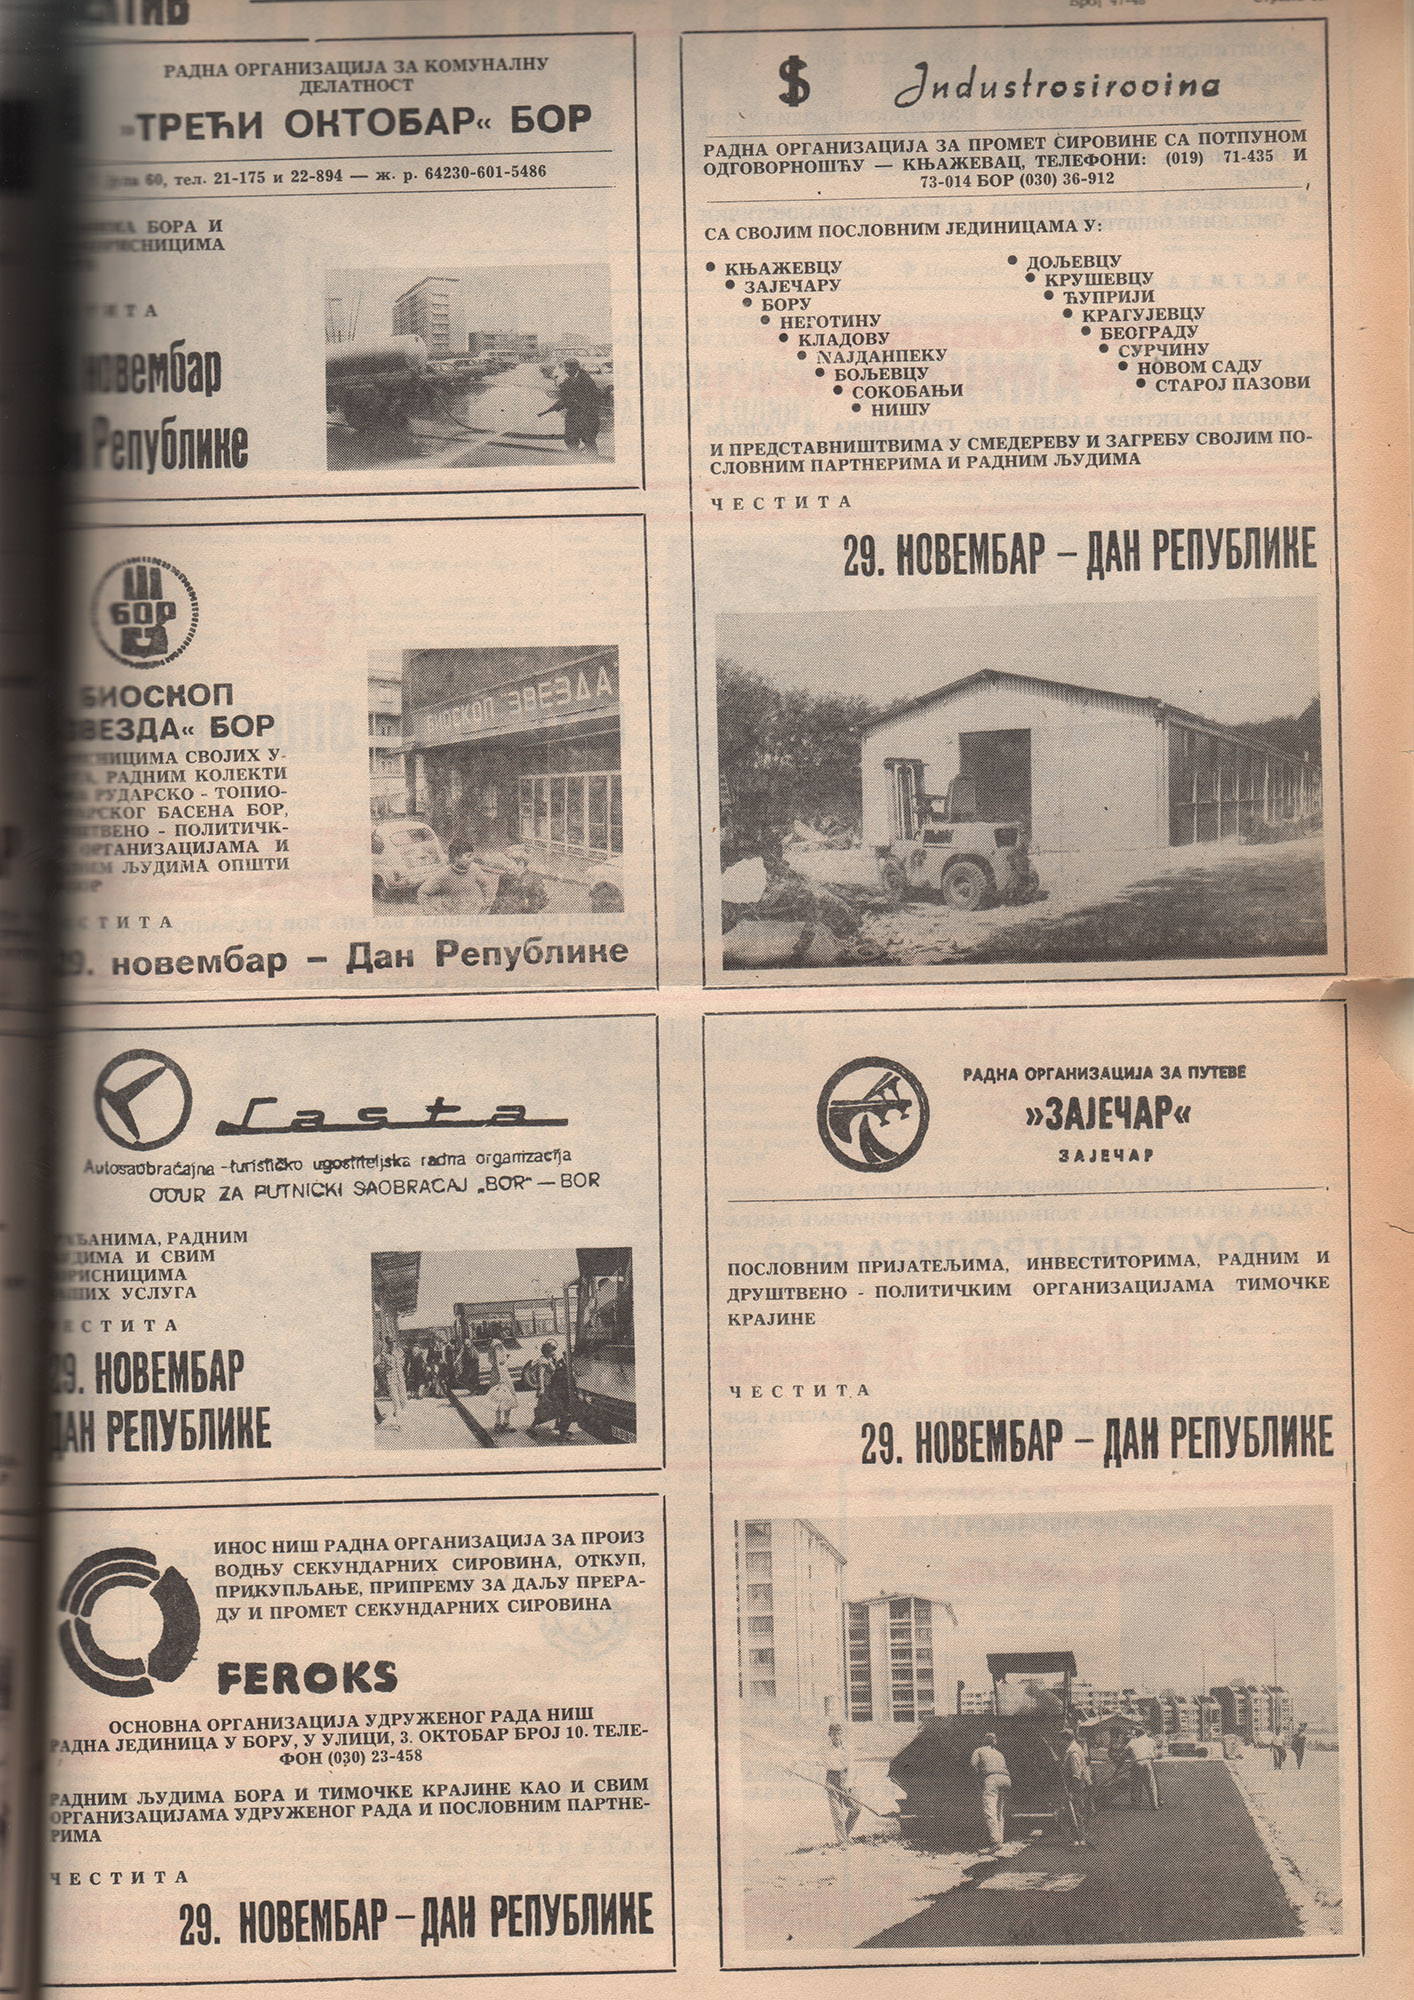 Број 47-48
РАДНА ОРГАНИЗАЦИЈА ЗА КОМУНАЛНУ
ДЕЛАТНОСТ
»ТРЕЋИ ОКТОБАР« БОР
60, тел. 21-175 и 22-894 — ж. р. 64230-601-5486
БОРА И
новембар
Републике
БОР
БИОСКОП
ЗВЕЗДА« БОР
СВОЈИХ У-
РАДНИМ КОЛЕКТИ
РУДАРСКО - ТОПИО-
БАСЕНА БОР,
- ПОЛИТИЧК-
ОРГАНИЗАЦИЈАМА И
ЉУДИМА ОПШТИ
БИОСКОП ЗВЕЗДА
ЧЕСТИТА
29. новембар – Дан Републике
Lasta
Autosaobraćajna -turističko ugostiteljska radna organizacija
OOUR ZA PUTNIČKI SAOBRAĆAJ „BOR“ — BOR
РАДНИМ
И СВИМ
КОРИСНИЦИМА
УСЛУГА
ЧЕСТИТА
29. НОВЕМБАР
ДАН РЕПУБЛИКЕ
ИНОС НИШ РАДНА ОРГАНИЗАЦИЈА ЗА ПРОИЗ
ВОДЊУ СЕКУНДАРНИХ СИРОВИНА, ОТКУП,
ПРИКУПЉАЊЕ, ПРИПРЕМУ ЗА ДАЉУ ПРЕРА-
ДУ И ПРОМЕТ СЕКУНДАРНИХ СИРОВИНА
FEROKS
ОСНОВНА ОРГАНИЗАЦИЈА УДРУЖЕНОГ РАДА НИШ
РАДНА ЈЕДИНИЦА У БОРУ, У УЛИЦИ, 3. ОКТОБАР БРОЈ 10. ТЕЛЕ-
ФОН (030) 23-458
РАДНИМ ЉУДИМА БОРА И ТИМОЧКЕ КРАЈИНЕ КАО И СВИМ
ОРГАНИЗАЦИЈАМА УДРУЖЕНОГ РАДА И ПОСЛОВНИМ ПАРТНЕ-
РИМА
ЧЕСТИТА
29. НОВЕМБАР – ДАН РЕПУБЛИКЕ
Industrosirovina
РАДНА ОРГАНИЗАЦИЈА ЗА ПРОМЕТ СИРОВИНЕ СА ПОТПУНОМ
ОДГОВОРНОШЋУ — КЊАЖЕВАЦ, ТЕЛЕФОНИ: (019) 71-435 И
73-014 БОР (030) 36-912
СА СВОЈИМ ПОСЛОВНИМ ЈЕДИНИЦАМА У:
● КЊАЖЕВЦУ
● ЗАЈЕЧАРУ
● БОРУ
● НЕГОТИНУ
● КЛАДОВУ
● МАЈДАНПЕКУ
● БОЉЕВЦУ
● СОКОБАЊИ
● НИШУ
● ДОЉЕВЦУ
● КРУШЕВЦУ
● ЋУПРИЈИ
● КРАГУЈЕВЦУ
● БЕОГРАДУ
● СУРЧИНУ
● НОВОМ САДУ
● СТАРОЈ ПАЗОВИ
И ПРЕДСТАВНИШТВИМА У СМЕДЕРЕВУ И ЗАГРЕБУ СВОЈИМ ПО-
СЛОВНИМ ПАРТНЕРИМА И РАДНИМ ЉУДИМА
ЧЕСТИТА
29. НОВЕМБАР – ДАН РЕПУБЛИКЕ
РАДНА ОРГАНИЗАЦИЈА ЗА ПУТЕВЕ
»ЗАЈЕЧАР«
ЗАЈЕЧАР
ПОСЛОВНИМ ПРИЈАТЕЉИМА, ИНВЕСТИТОРИМА, РАДНИМ И
ДРУШТВЕНО - ПОЛИТИЧКИМ ОРГАНИЗАЦИЈАМА ТИМОЧКЕ
КРАЈИНЕ
ЧЕСТИТА
29. НОВЕМБАР – ДАН РЕПУБЛИКЕ